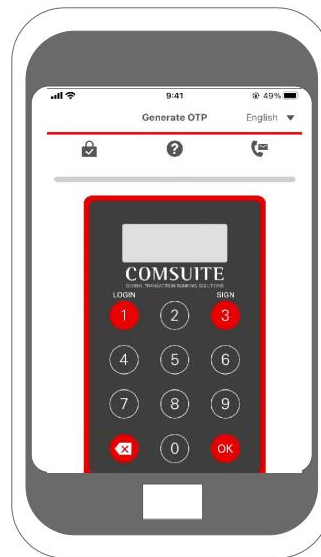 9:41 49%
Generate OTP English
COMSUITE
GLOBAL TRANSACTION BANKING SOLUTIONS
LOGIN SIGN
1 2 3
4 5 6
7 8 9
0 OK